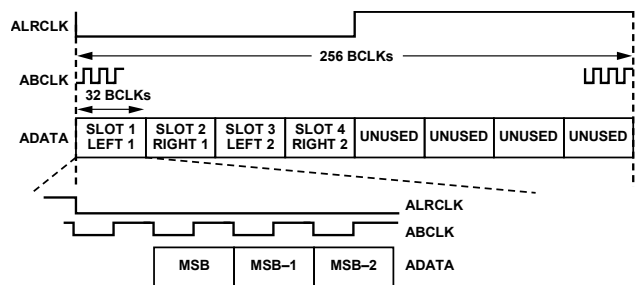 ALRCLK
256 BCLKs
ABCLK
32 BCLKs
ADATA
SLOT 1 LEFT 1
SLOT 2 RIGHT 1
SLOT 3 LEFT 2
SLOT 4 RIGHT 2
UNUSED
UNUSED
UNUSED
UNUSED
ALRCLK
ABCLK
MSB
MSB–1
MSB–2
ADATA